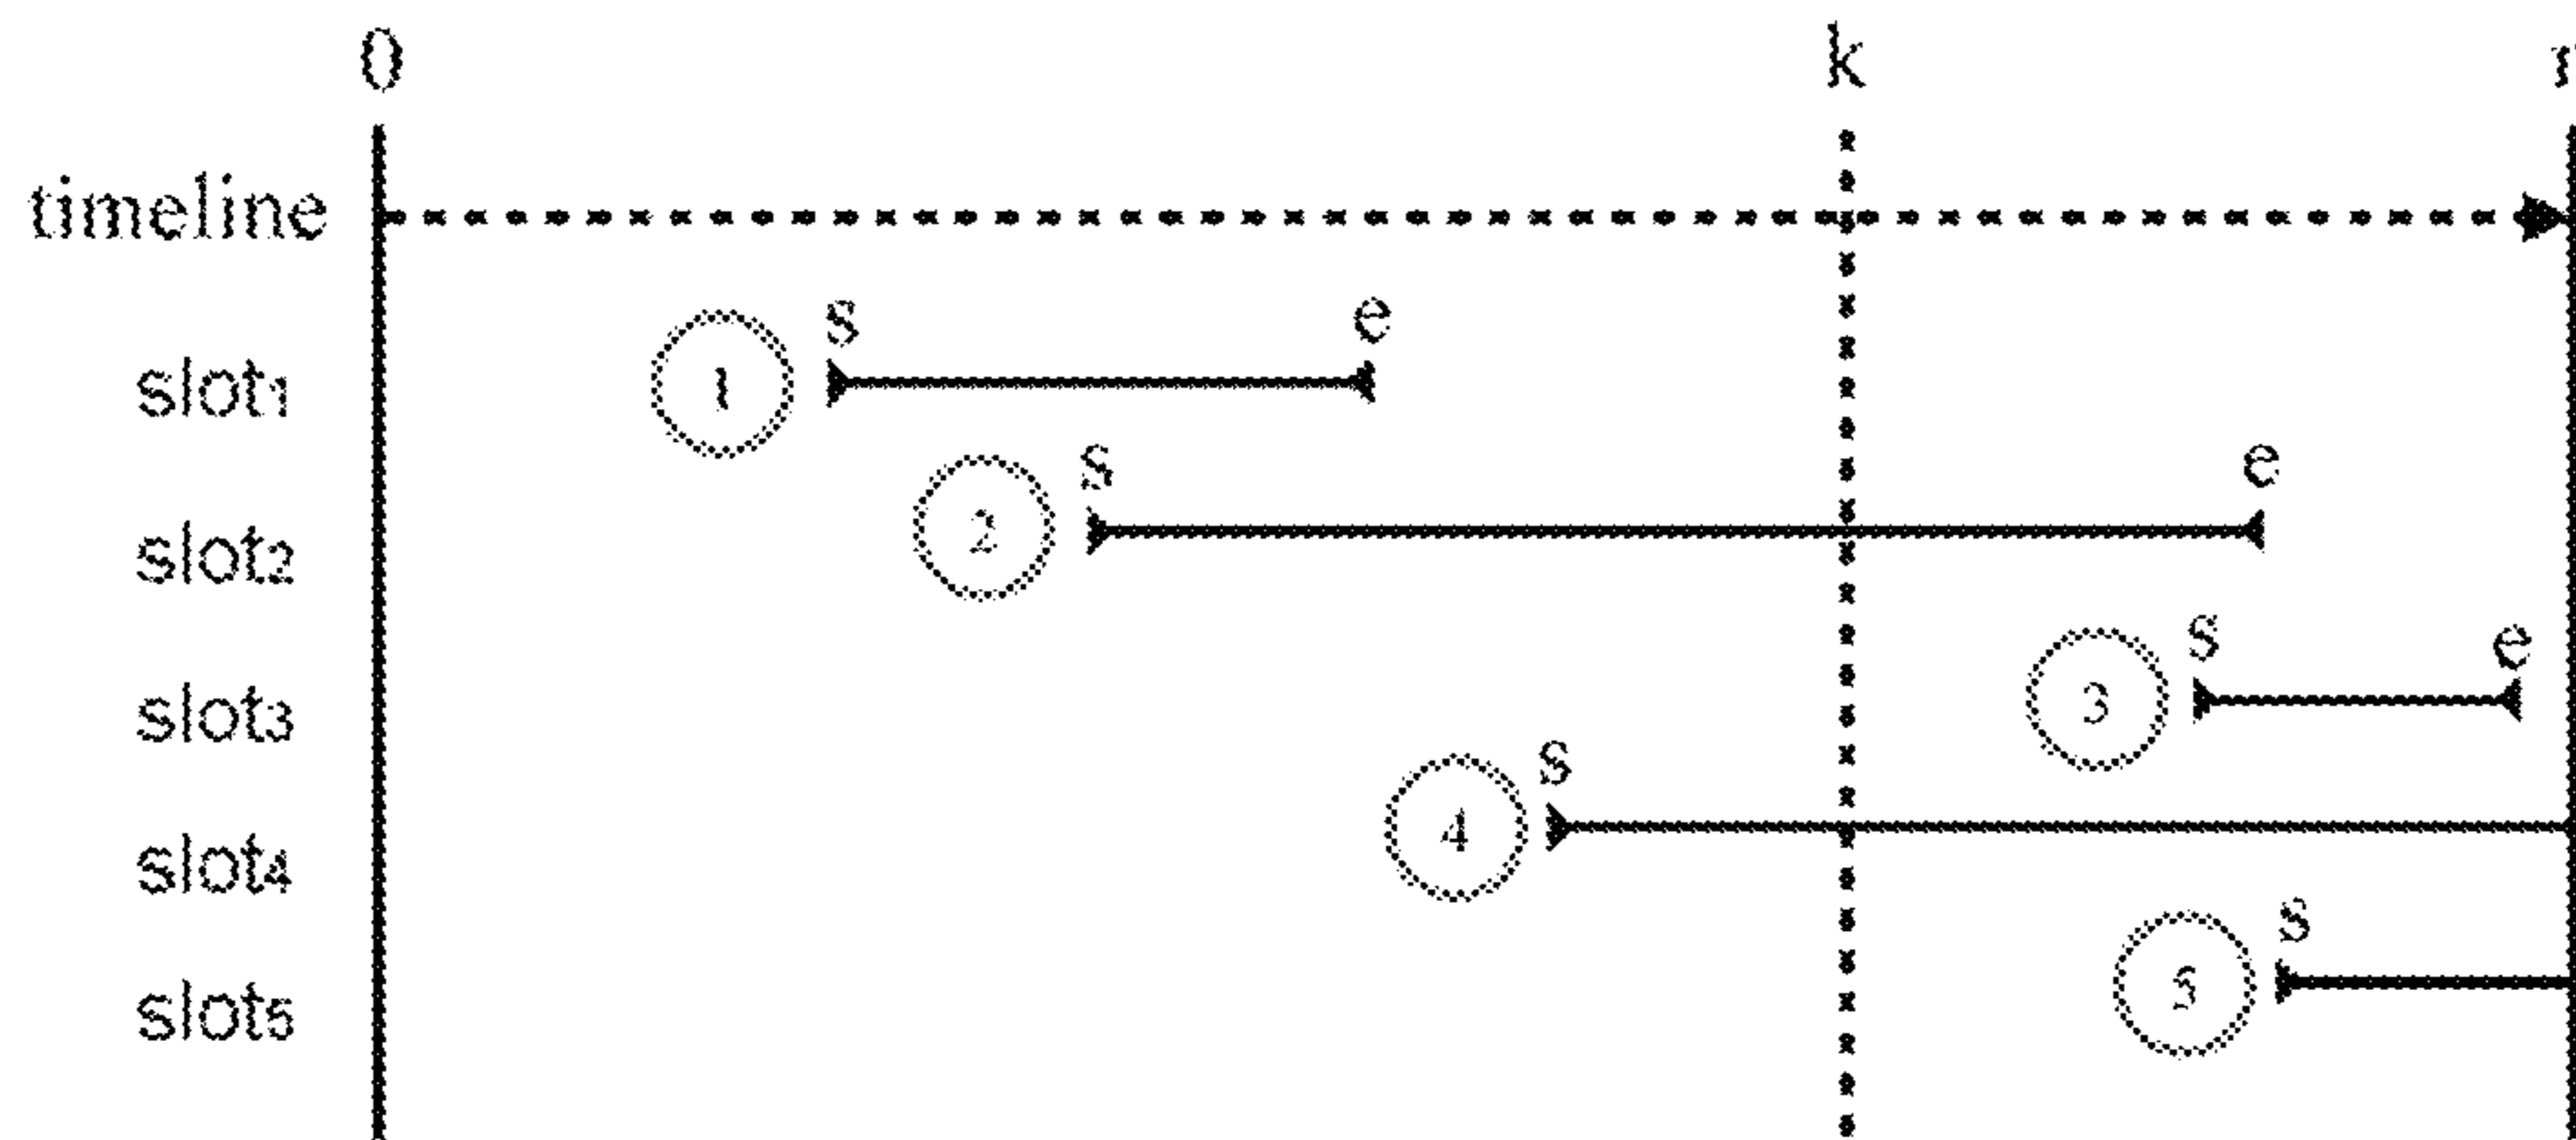 0 k
timeline
s e
slot1 1
s e
slot2 2
s e
slot3 3
s
slot4 4
s
slot5 5